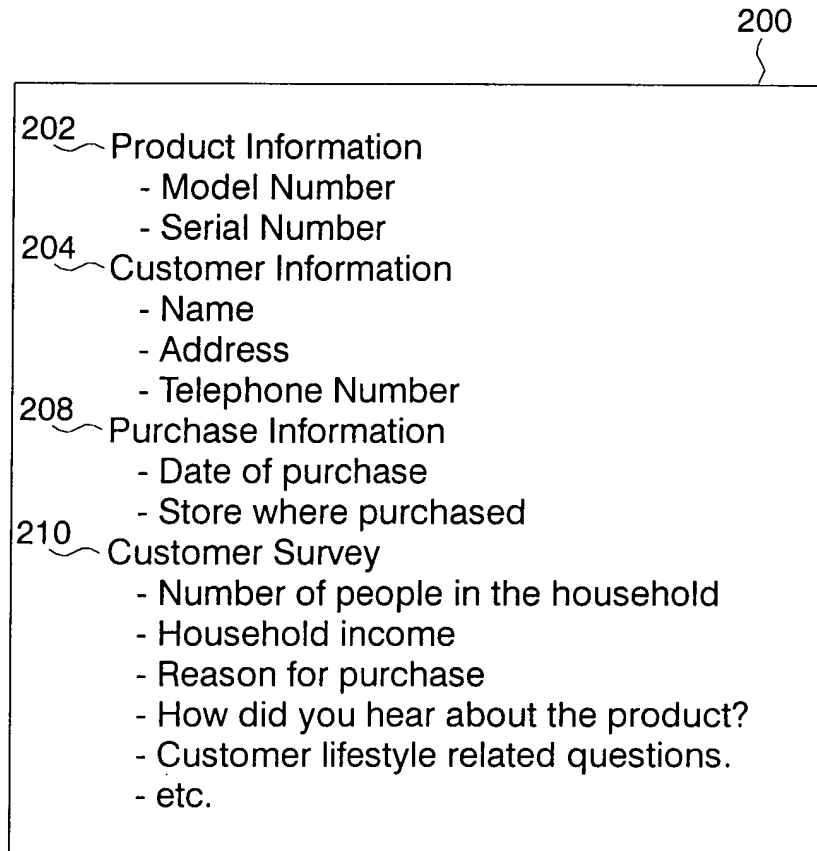 200
202 Product Information
- Model Number
- Serial Number
204 Customer Information
- Name
- Address
- Telephone Number
208 Purchase Information
- Date of purchase
- Store where purchased
210 Customer Survey
- Number of people in the household
- Household income
- Reason for purchase
- How did you hear about the product?
- Customer lifestyle related questions.
- etc.